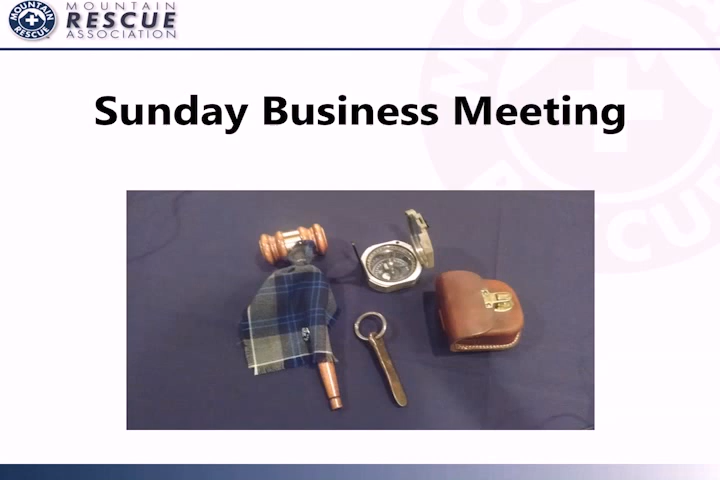 MOUNTAIN
RESCUE
MOUNTAIN
RESCUE
ASSOCIATION
Sunday Business Meeting